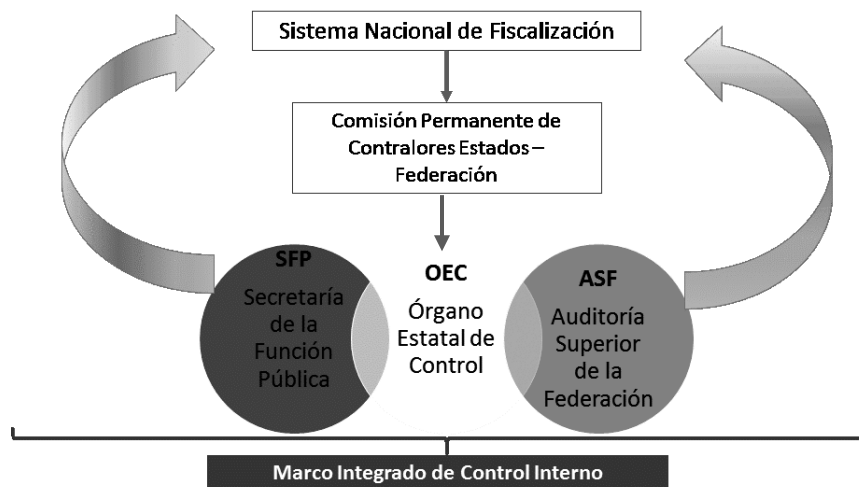 Sistema Nacional de Fiscalización
Comisión Permanente de
Contralores Estados –
Federación
SFP
Secretaría
de la
Función
Pública
OEC
Órgano
Estatal de
Control
ASF
Auditoría
Superior
de la
Federación
Marco Integrado de Control Interno